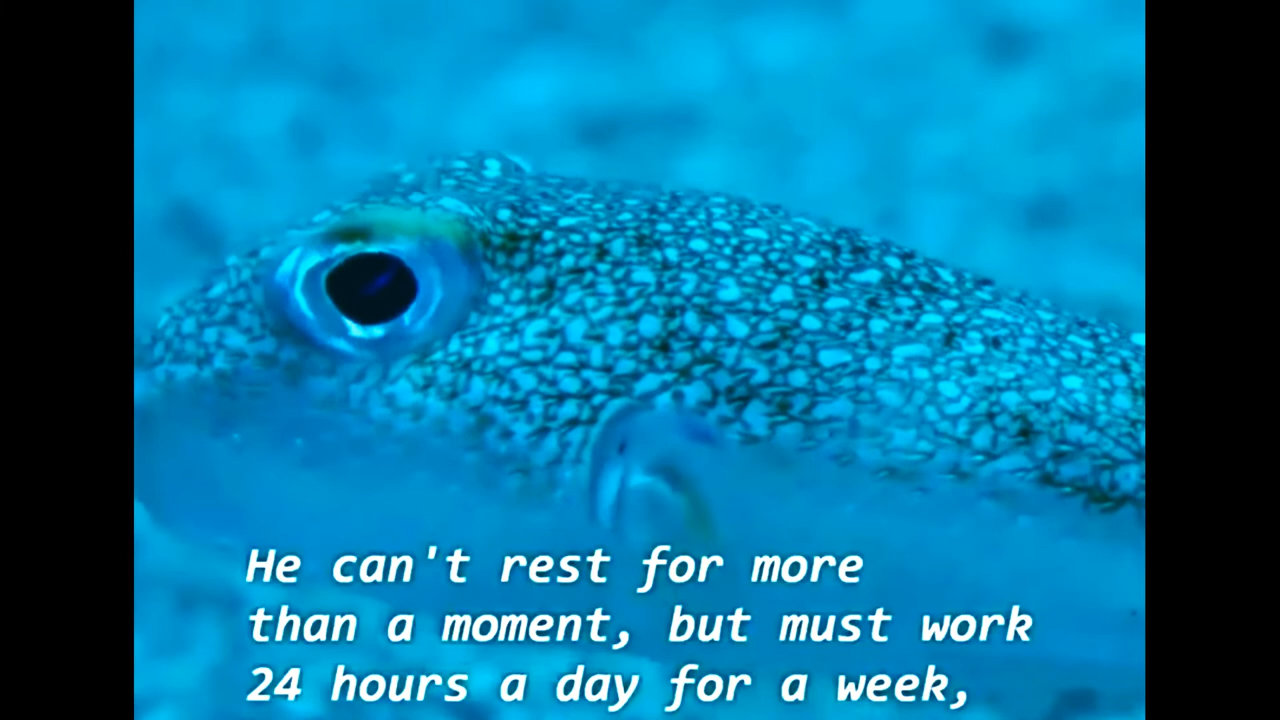 He can't rest for more
than a moment, but must work
24 hours a day for a week,